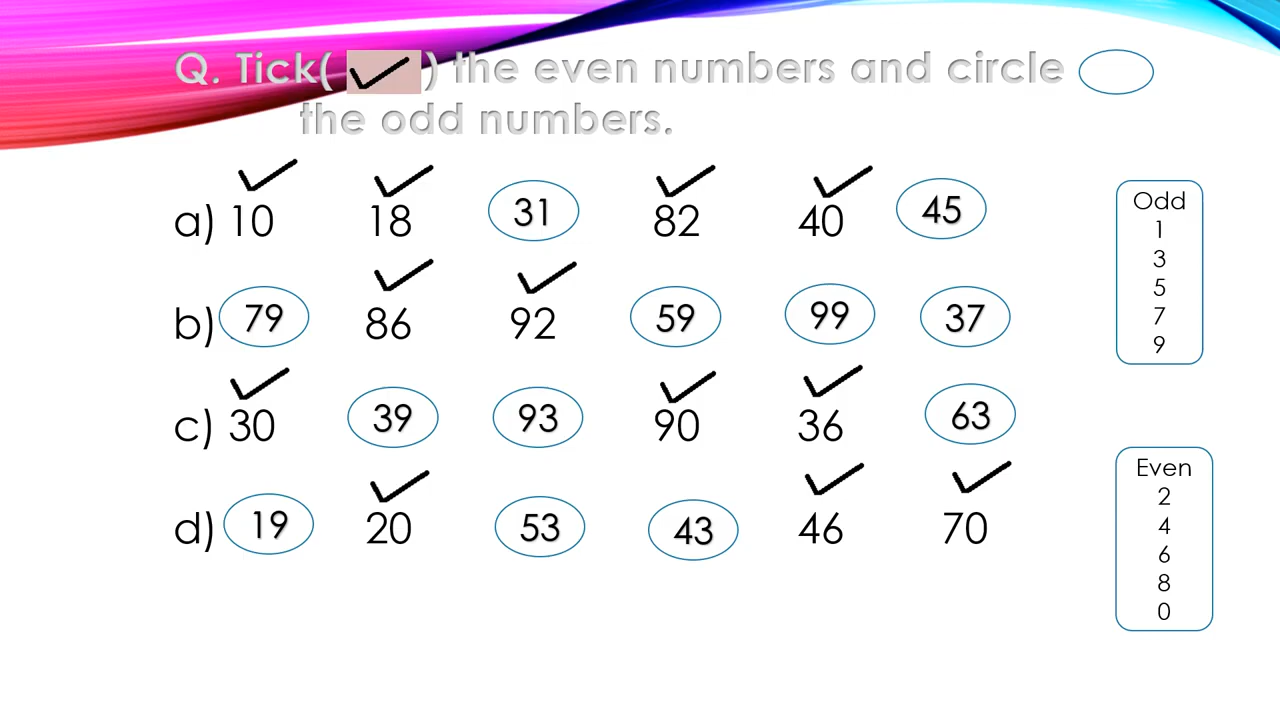 Q. Tick( ✓ ) the even numbers and circle
the odd numbers.
a) 10 18 31 82 40 45
b) 79 86 92 59 99 37
c) 30 39 93 90 36 63
d) 19 20 53 43 46 70
Odd
1
3
5
7
9
Even
2
4
6
8
0